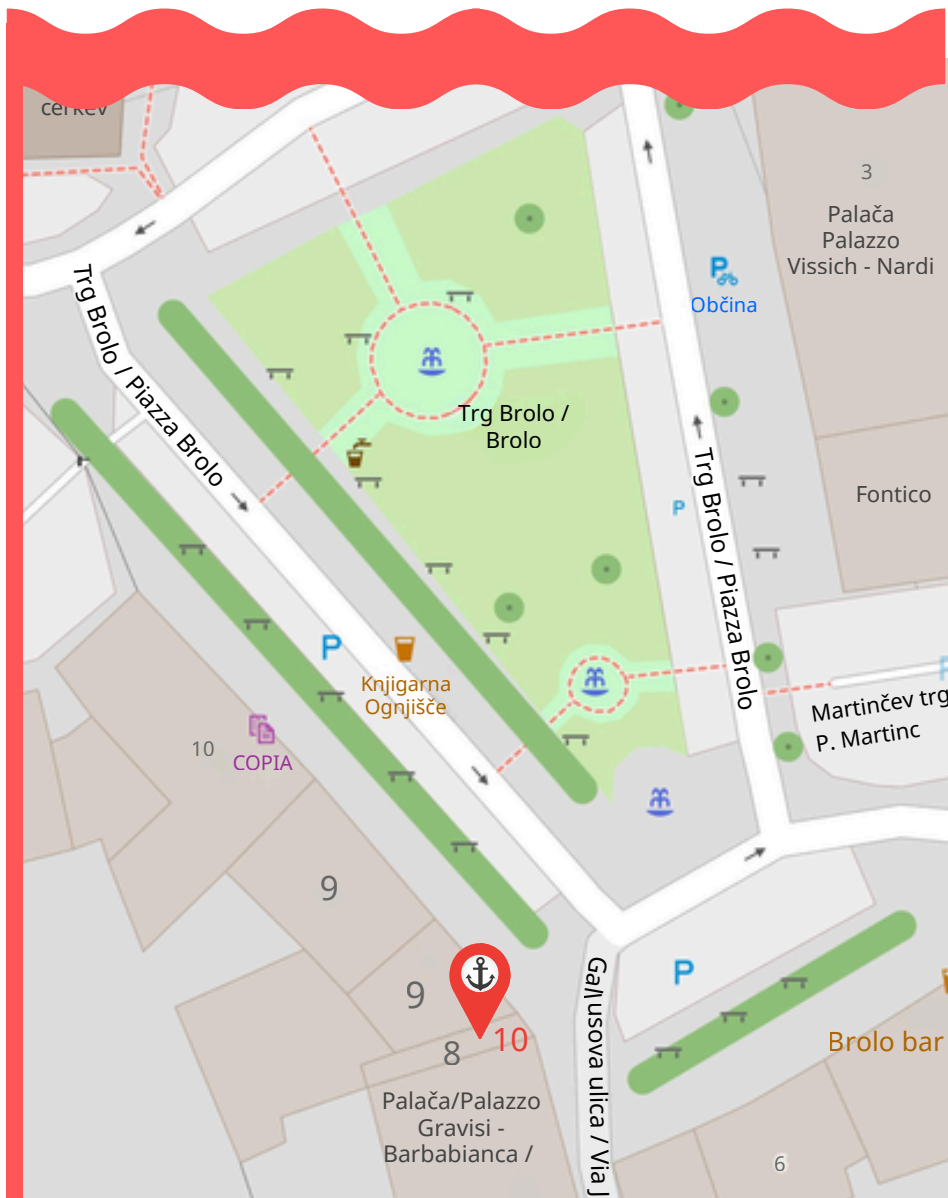 cerkev
3
Palača
Palazzo
Vissich - Nardi
P
Občina
Trg Brolo / Piazza Brolo
Trg Brolo /
Brolo
Fontico
P
Trg Brolo / Piazza Brolo
P
Knjigarna
Ognjišče
P
Martinčev trg
P. Martinc
10
COPIA
9
9
10
8
P
Gallusova ulica / Via J
Brolo bar
Palača/Palazzo
Gravisi -
Barbabianca /
6